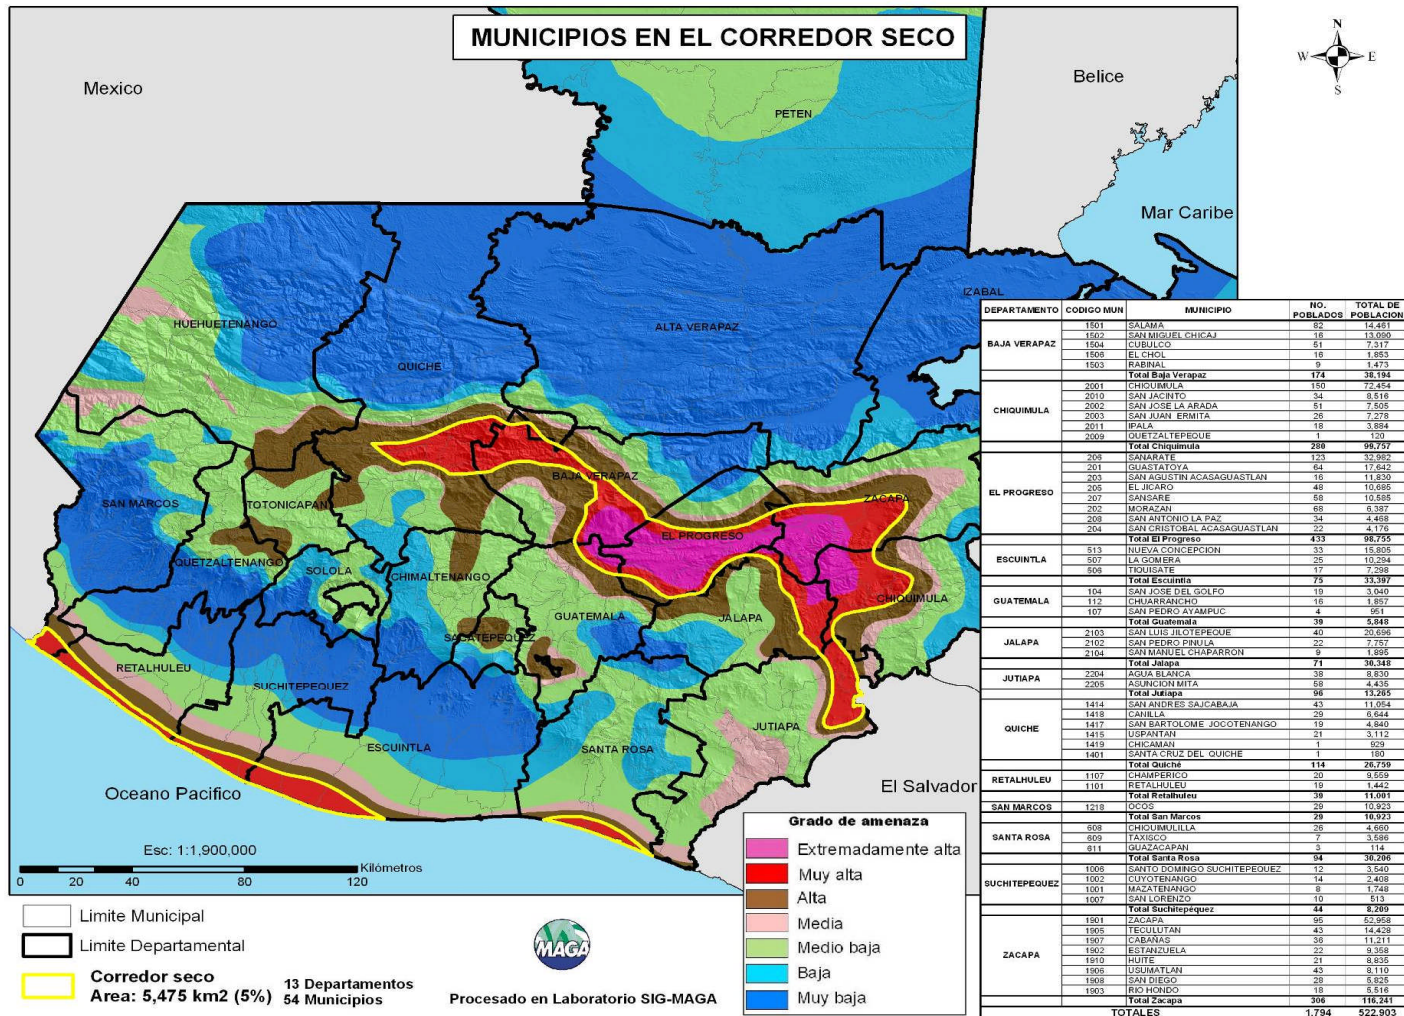 MUNICIPIOS EN EL CORREDOR SECO
N
W E
S
Mexico
Belice
PETEN
Mar Caribe
IZABAL
HUEHUETENANGO
ALTA VERAPAZ
QUICHE
BAJA VERAPAZ
ZACAPA
SAN MARCOS
TOTONICAPAN
EL PROGRESO
QUETZALTENANGO
SOLOLA
CHIMALTENANGO
CHIQUIMULA
GUATEMALA
JALAPA
SACATEPEQUEZ
RETALHULEU
SUCHITEPEQUEZ
JUTIAPA
ESCUINTLA
SANTA ROSA
Oceano Pacifico
El Salvador
Esc: 1:1,900,000
Kilómetros
0 20 40 80 120
Limite Municipal
Limite Departamental
Corredor seco
Area: 5,475 km2 (5%)
13 Departamentos
54 Municipios
MAGA
Procesado en Laboratorio SIG-MAGA
Grado de amenaza
Extremadamente alta
Muy alta
Alta
Media
Medio baja
Baja
Muy baja
DEPARTAMENTO CODIGO MUN MUNICIPIO NO. POBLADOS TOTAL DE POBLACION
BAJA VERAPAZ
1501 SALAMA 82 14,461
1502 SAN MIGUEL CHICAJ 16 13,090
1504 CUBULCO 51 7,317
1506 EL CHOL 16 1,853
1503 RABINAL 9 1,473
Total Baja Verapaz 174 38,194
CHIQUIMULA
2001 CHIQUIMULA 150 72,454
2010 SAN JACINTO 34 8,516
2002 SAN JOSE LA ARADA 51 7,505
2003 SAN JUAN ERMITA 26 7,278
2011 IPALA 18 3,884
2009 QUETZALTEPEQUE 1 120
Total Chiquimula 280 99,757
EL PROGRESO
206 SANARATE 123 32,982
201 GUASTATOYA 64 17,642
203 SAN AGUSTIN ACASAGUASTLAN 16 11,830
205 EL JICARO 48 10,685
207 SANSARE 58 10,585
202 MORAZAN 68 6,387
208 SAN ANTONIO LA PAZ 34 4,468
204 SAN CRISTOBAL ACASAGUASTLAN 22 4,176
Total El Progreso 433 98,755
ESCUINTLA
513 NUEVA CONCEPCION 33 15,805
507 LA GOMERA 25 10,294
506 TIQUISATE 17 7,298
Total Escuintla 75 33,397
GUATEMALA
104 SAN JOSE DEL GOLFO 19 3,040
112 CHUARRANCHO 16 1,857
107 SAN PEDRO AYAMPUC 4 951
Total Guatemala 39 5,848
JALAPA
2103 SAN LUIS JILOTEPEQUE 40 20,696
2102 SAN PEDRO PINULA 22 7,757
2104 SAN MANUEL CHAPARRON 9 1,895
Total Jalapa 71 30,348
JUTIAPA
2204 AGUA BLANCA 38 8,830
2205 ASUNCION MITA 58 4,435
Total Jutiapa 96 13,265
QUICHE
1414 SAN ANDRES SAJCABAJA 43 11,054
1418 CANILLA 29 6,644
1417 SAN BARTOLOME JOCOTENANGO 19 4,840
1415 USPANTAN 21 3,112
1419 CHICAMAN 1 929
1401 SANTA CRUZ DEL QUICHE 1 180
Total Quiché 114 26,759
RETALHULEU
1107 CHAMPERICO 20 9,559
1101 RETALHULEU 19 1,442
Total Retalhuleu 39 11,001
SAN MARCOS
1218 OCOS 29 10,923
Total San Marcos 29 10,923
SANTA ROSA
608 CHIQUIMULILLA 26 4,660
609 TAXISCO 7 3,586
611 GUAZACAPAN 3 114
Total Santa Rosa 94 30,206
SUCHITEPEQUEZ
1006 SANTO DOMINGO SUCHITEPEQUEZ 12 3,540
1002 CUYOTENANGO 14 2,408
1001 MAZATENANGO 8 1,748
1007 SAN LORENZO 10 513
Total Suchitepéquez 44 8,209
ZACAPA
1901 ZACAPA 95 52,958
1905 TECULUTAN 43 14,428
1907 CABAÑAS 36 11,211
1902 ESTANZUELA 22 9,358
1910 HUITE 21 8,835
1906 USUMATLAN 43 8,110
1908 SAN DIEGO 28 5,825
1903 RIO HONDO 18 5,516
Total Zacapa 306 116,241
TOTALES 1,794 522,903